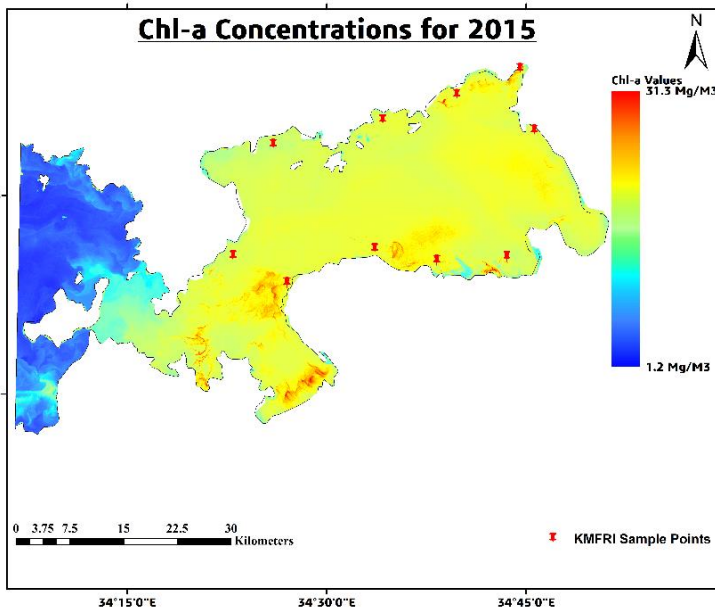 Chl-a Concentrations for 2015
N
Chl-a Values
31.3 Mg/M3
1.2 Mg/M3
0 3.75 7.5 15 22.5 30
Kilometers
KMFRI Sample Points
34°15'0"E 34°30'0"E 34°45'0"E